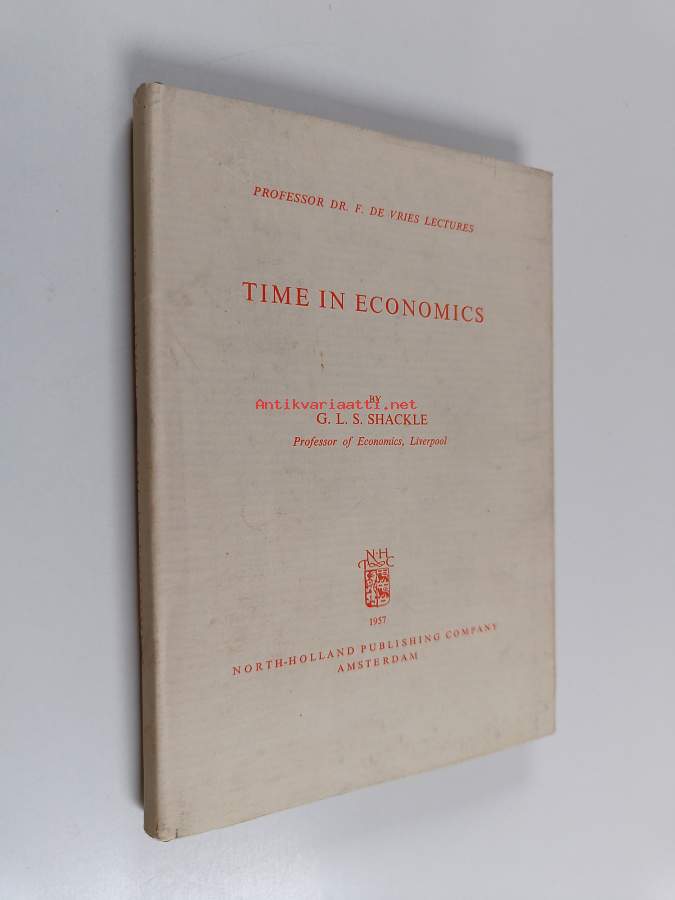 PROFESSOR DR. F. DE VRIES LECTURES
TIME IN ECONOMICS
BY
Antikvariaatti.net
G. L. S. SHACKLE
Professor of Economics, Liverpool
N·H
T C
1957
NORTH-HOLLAND PUBLISHING COMPANY
AMSTERDAM